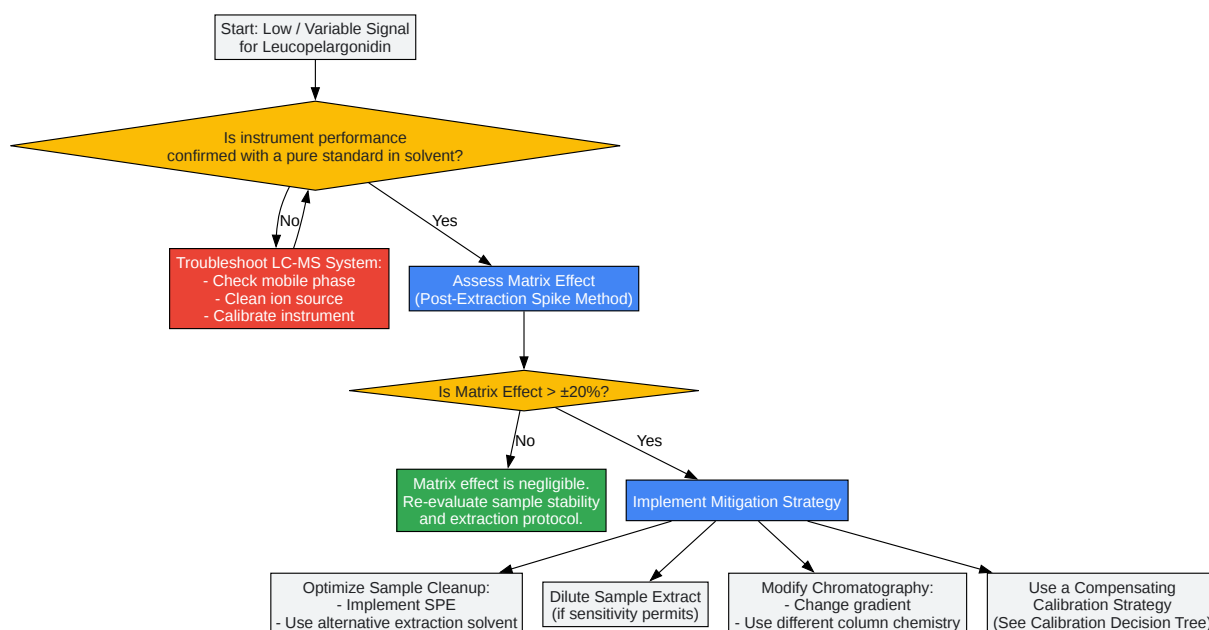 Start: Low / Variable Signal
for Leucopelargonidin
Is instrument performance
confirmed with a pure standard in solvent?
No
Yes
Troubleshoot LC-MS System:
- Check mobile phase
- Clean ion source
- Calibrate instrument
Assess Matrix Effect
(Post-Extraction Spike Method)
Is Matrix Effect > ±20%?
No
Yes
Matrix effect is negligible.
Re-evaluate sample stability
and extraction protocol.
Implement Mitigation Strategy
Optimize Sample Cleanup:
- Implement SPE
- Use alternative extraction solvent
Dilute Sample Extract
(if sensitivity permits)
Modify Chromatography:
- Change gradient
- Use different column chemistry
Use a Compensating
Calibration Strategy
(See Calibration Decision Tree)